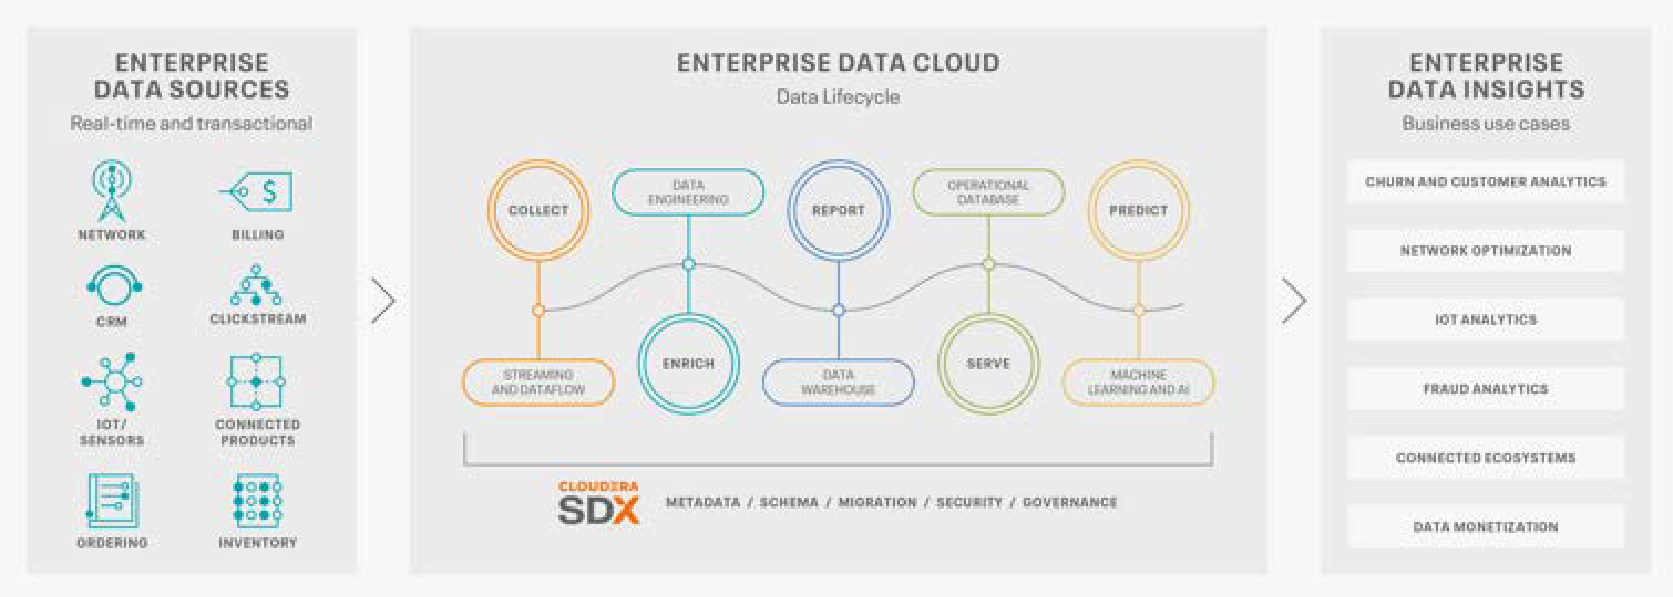 ENTERPRISE
DATA SOURCES
Real-time and transactional
NETWORK
BILLING
$
CRM
CLICKSTREAM
IOT/
SENSORS
CONNECTED
PRODUCTS
ORDERING
INVENTORY
ENTERPRISE DATA CLOUD
Data Lifecycle
COLLECT
STREAMING
AND DATAFLOW
DATA
ENGINEERING
ENRICH
REPORT
DATA
WAREHOUSE
OPERATIONAL
DATABASE
SERVE
PREDICT
MACHINE
LEARNING AND AI
CLOUDERA
SDX
METADATA / SCHEMA / MIGRATION / SECURITY / GOVERNANCE
ENTERPRISE
DATA INSIGHTS
Business use cases
CHURN AND CUSTOMER ANALYTICS
NETWORK OPTIMIZATION
IOT ANALYTICS
FRAUD ANALYTICS
CONNECTED ECOSYSTEMS
DATA MONETIZATION